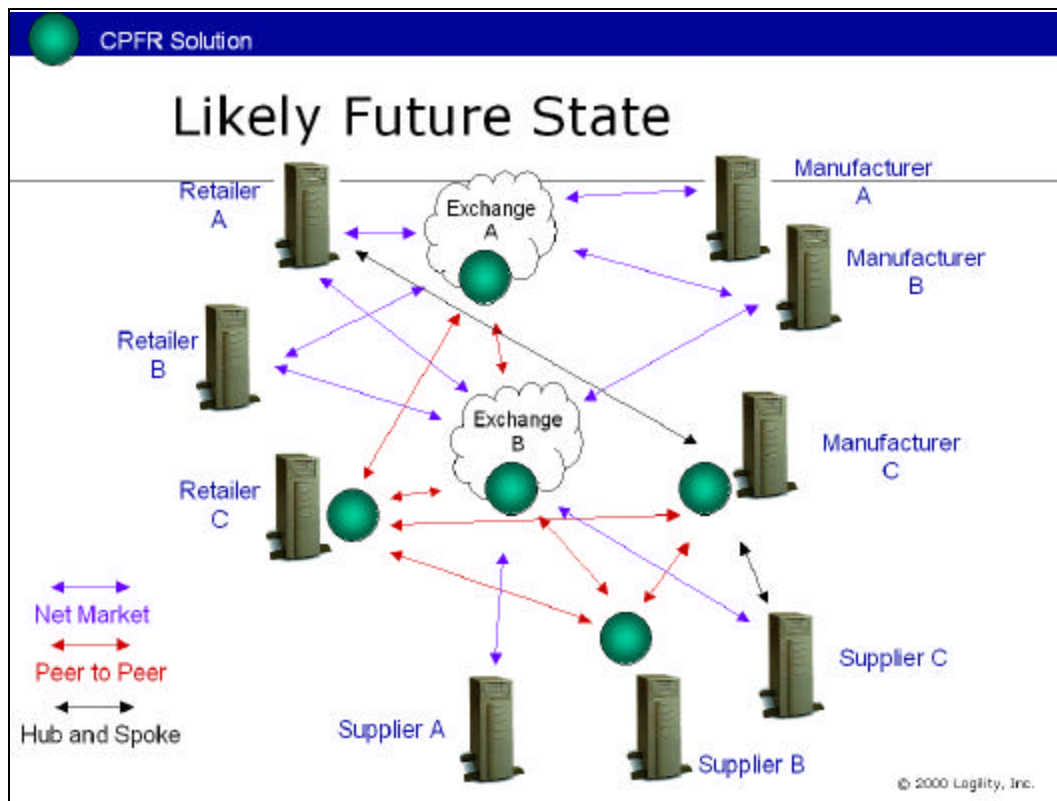 CPFR Solution
Likely Future State
Retailer
A
Exchange
A
Manufacturer
A
Manufacturer
B
Retailer
B
Exchange
B
Manufacturer
C
Retailer
C
Net Market
Peer to Peer
Hub and Spoke
Supplier A
Supplier B
Supplier C
© 2000 Logility, Inc.